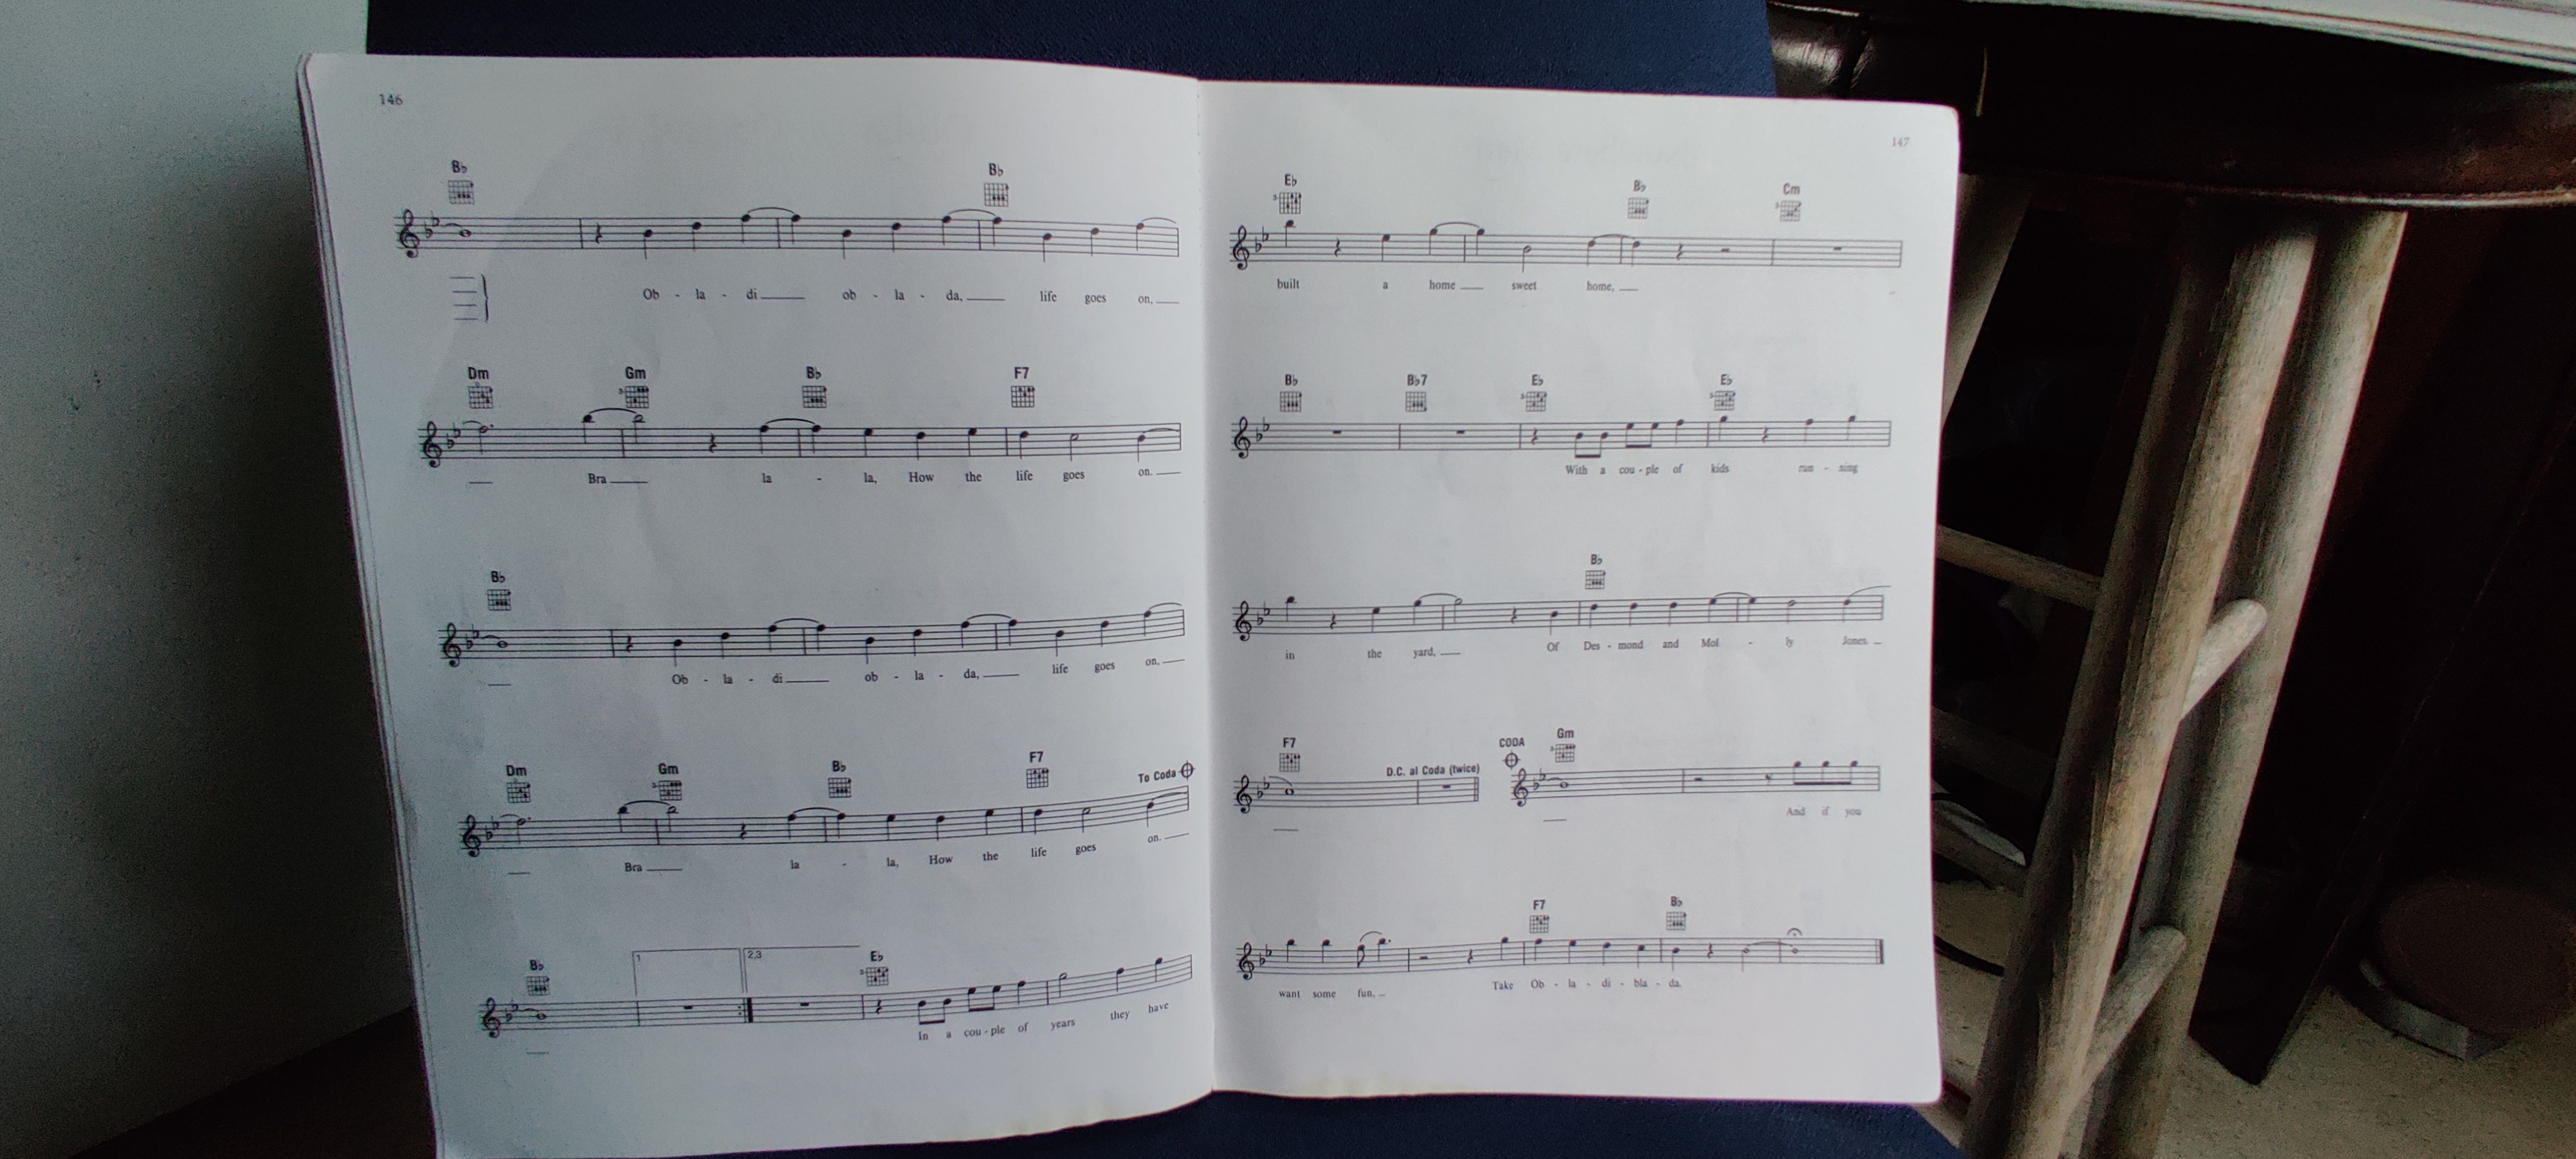 146
B♭ B♭
Ob - la - di ob - la - da, life goes on,
Dm Gm B♭ F7
Bra la - la, How the life goes on.
B♭
Ob - la - di ob - la - da, life goes on,
Dm Gm B♭ F7 To Coda
Bra la - la, How the life goes on.
B♭ 1 2,3 E♭
In a cou - ple of years they have
147
E♭ B♭ Cm
built a home sweet home,
B♭ B♭7 E♭ E♭
With a cou - ple of kids run - ning
B♭
in the yard, Of Des - mond and Mol - ly Jones.
F7 D.C. al Coda (twice) CODA Gm
And if you
F7 B♭
want some fun, Take Ob - la - di - bla - da.